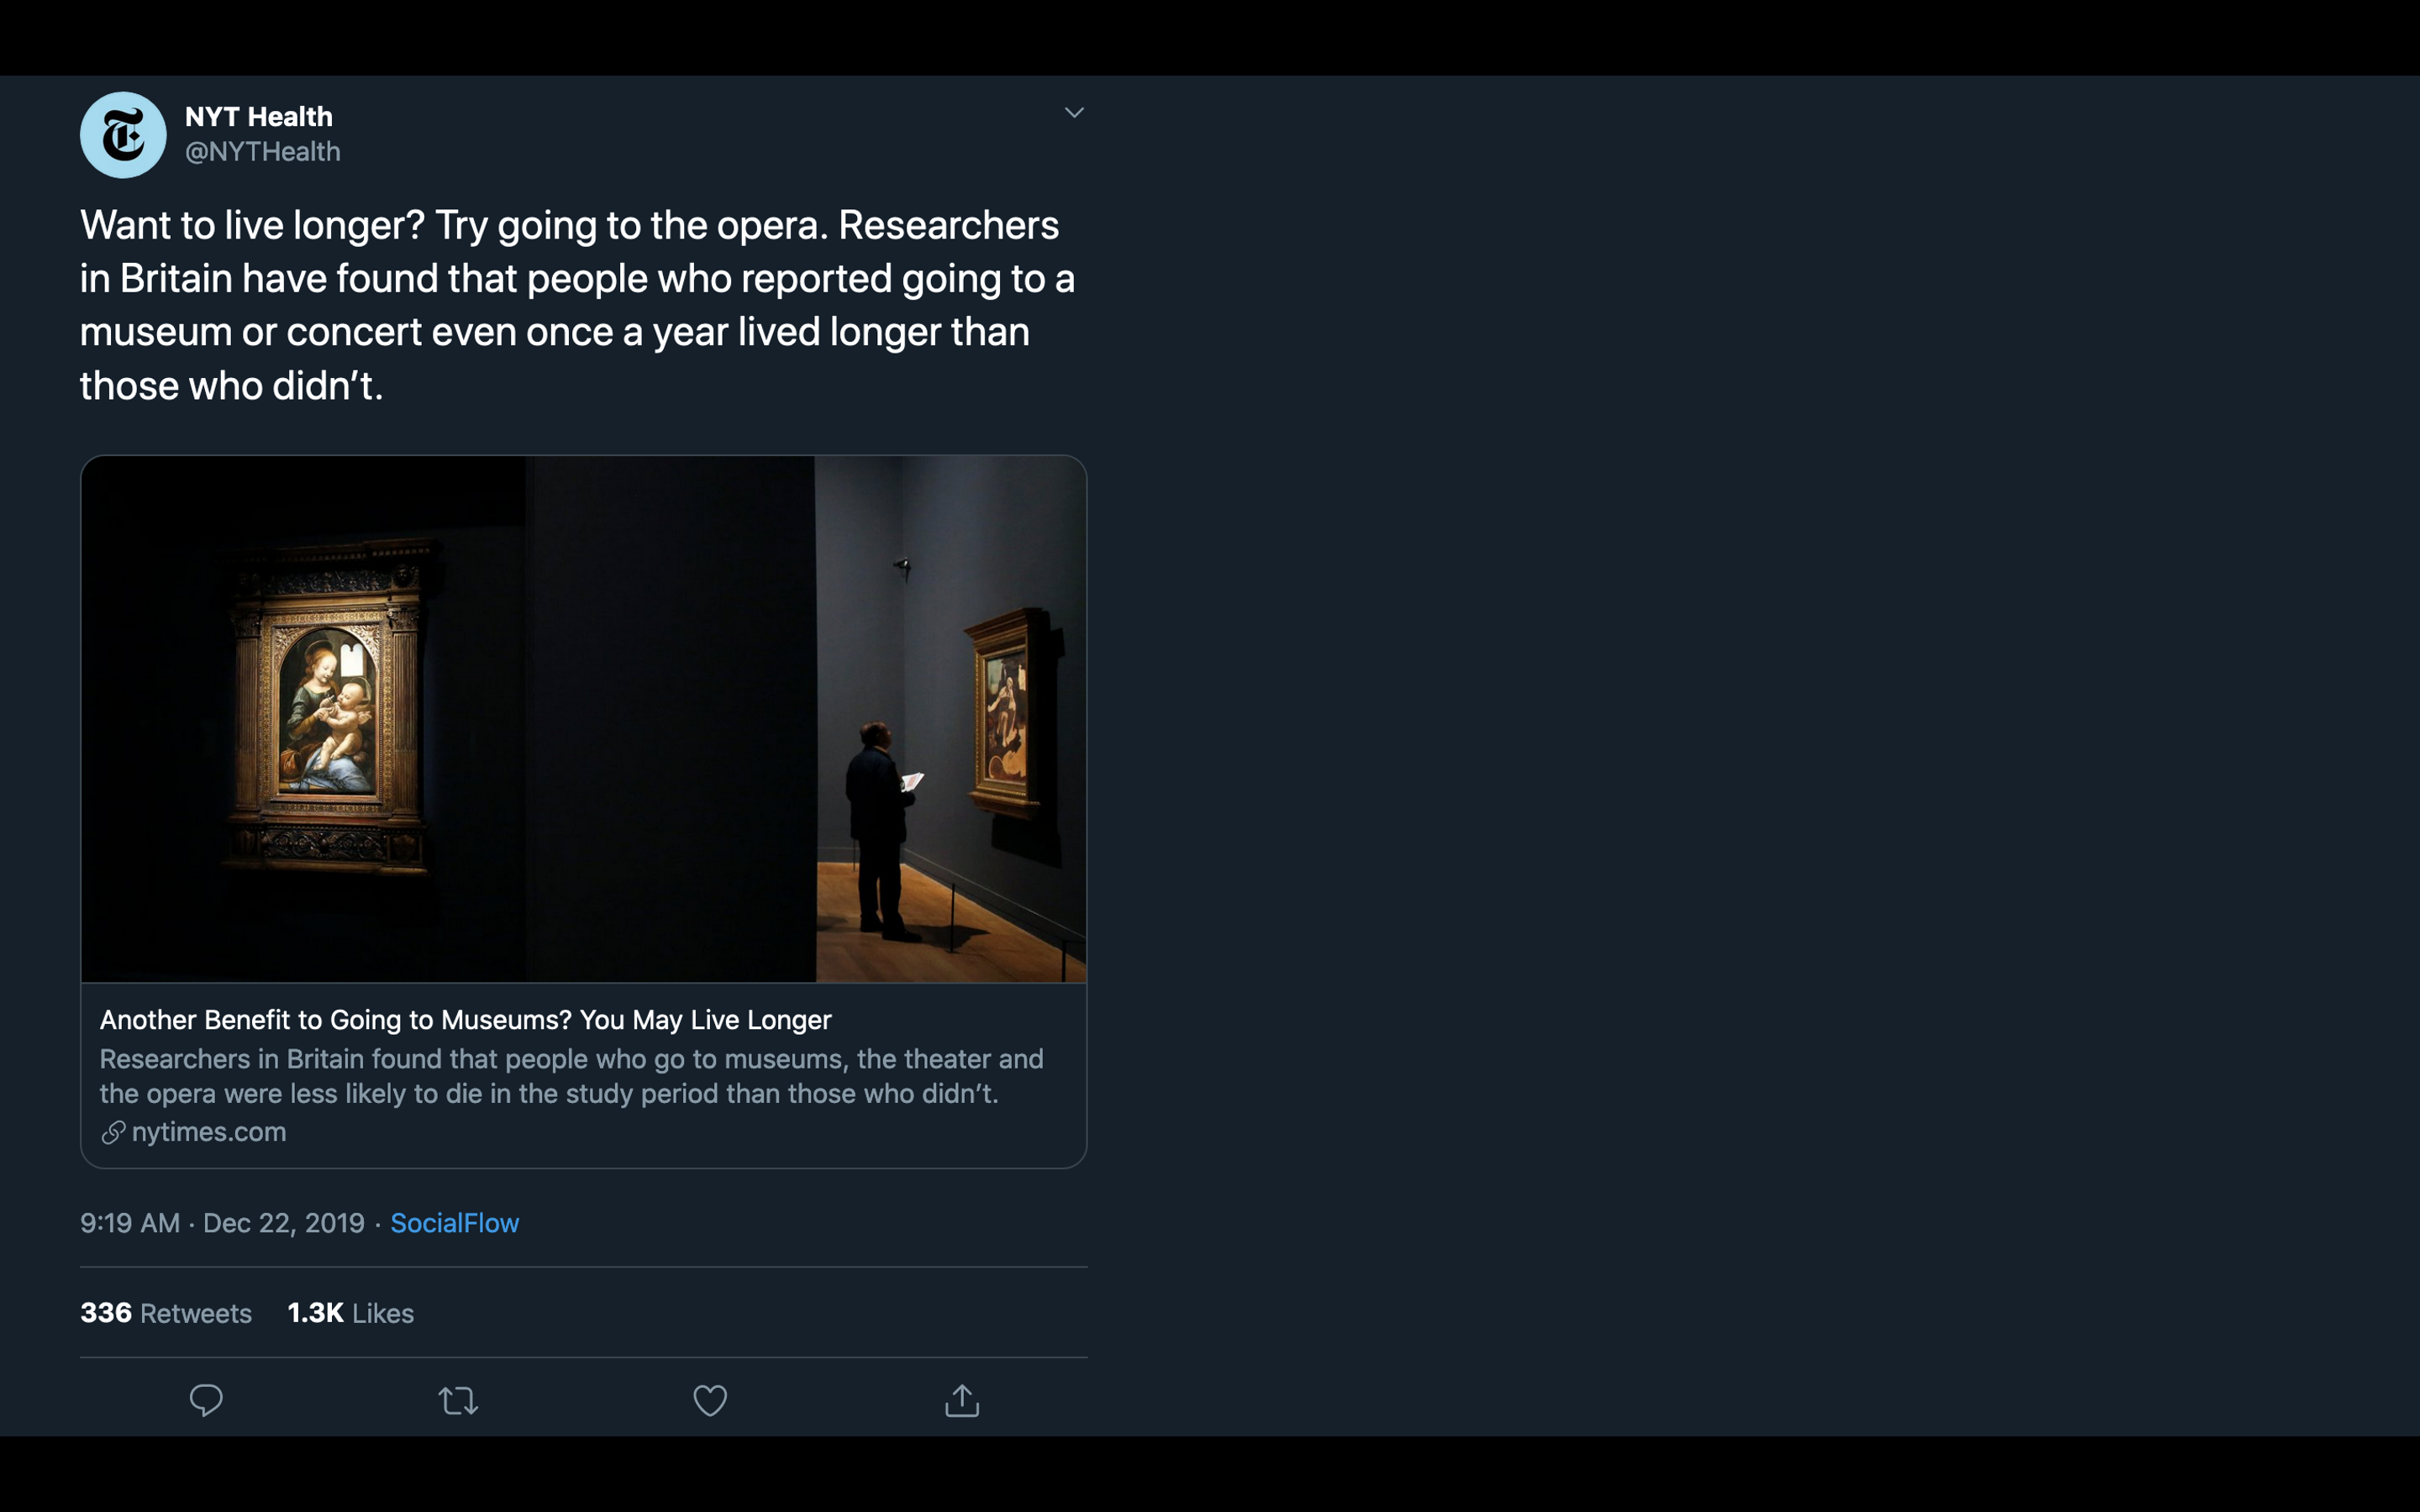 NYT Health
@NYTHealth
Want to live longer? Try going to the opera. Researchers
in Britain have found that people who reported going to a
museum or concert even once a year lived longer than
those who didn’t.
Another Benefit to Going to Museums? You May Live Longer
Researchers in Britain found that people who go to museums, the theater and
the opera were less likely to die in the study period than those who didn’t.
nytimes.com
9:19 AM · Dec 22, 2019 · SocialFlow
336 Retweets 1.3K Likes